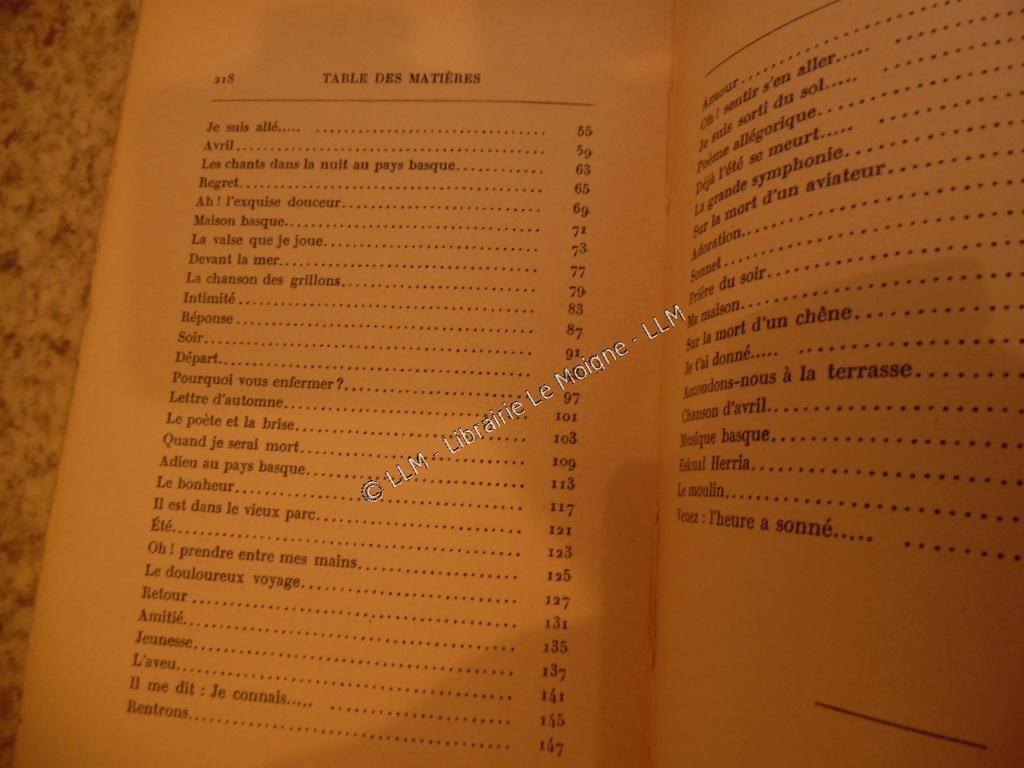 218 TABLE DES MATIÈRES
Je suis allé..... 55
Avril 59
Les chants dans la nuit au pays basque 63
Regret 65
Ah ! l'exquise douceur 69
Maison basque 71
La valse que je joue 73
Devant la mer 77
La chanson des grillons 79
Intimité 83
Réponse 87
Soir 91
Départ
Pourquoi vous enfermer ? 97
Lettre d'automne 101
Le poète et la brise 103
Quand je serai mort 109
Adieu au pays basque 113
Le bonheur 117
Il est dans le vieux parc 121
Été 123
Oh ! prendre entre mes mains 125
Le douloureux voyage 127
Retour 131
Amitié 135
Jeunesse 137
L'aveu 141
Il me dit : Je connais..... 145
Rentrons 147
Amour
Oh ! sentir s'en aller.....
Je suis sorti du sol.....
Poème allégorique
Déjà l'été se meurt.....
La grande symphonie
Sur la mort d'un aviateur
Adoration
Sonnet
Prière du soir
Ma maison
Sur la mort d'un chêne
Je t'ai donné.....
Accoudons-nous à la terrasse
Chanson d'avril
Musique basque
Eskual Herria
Le moulin
Venez : l'heure a sonné.....
© LLM - Librairie Le Moigne - LLM